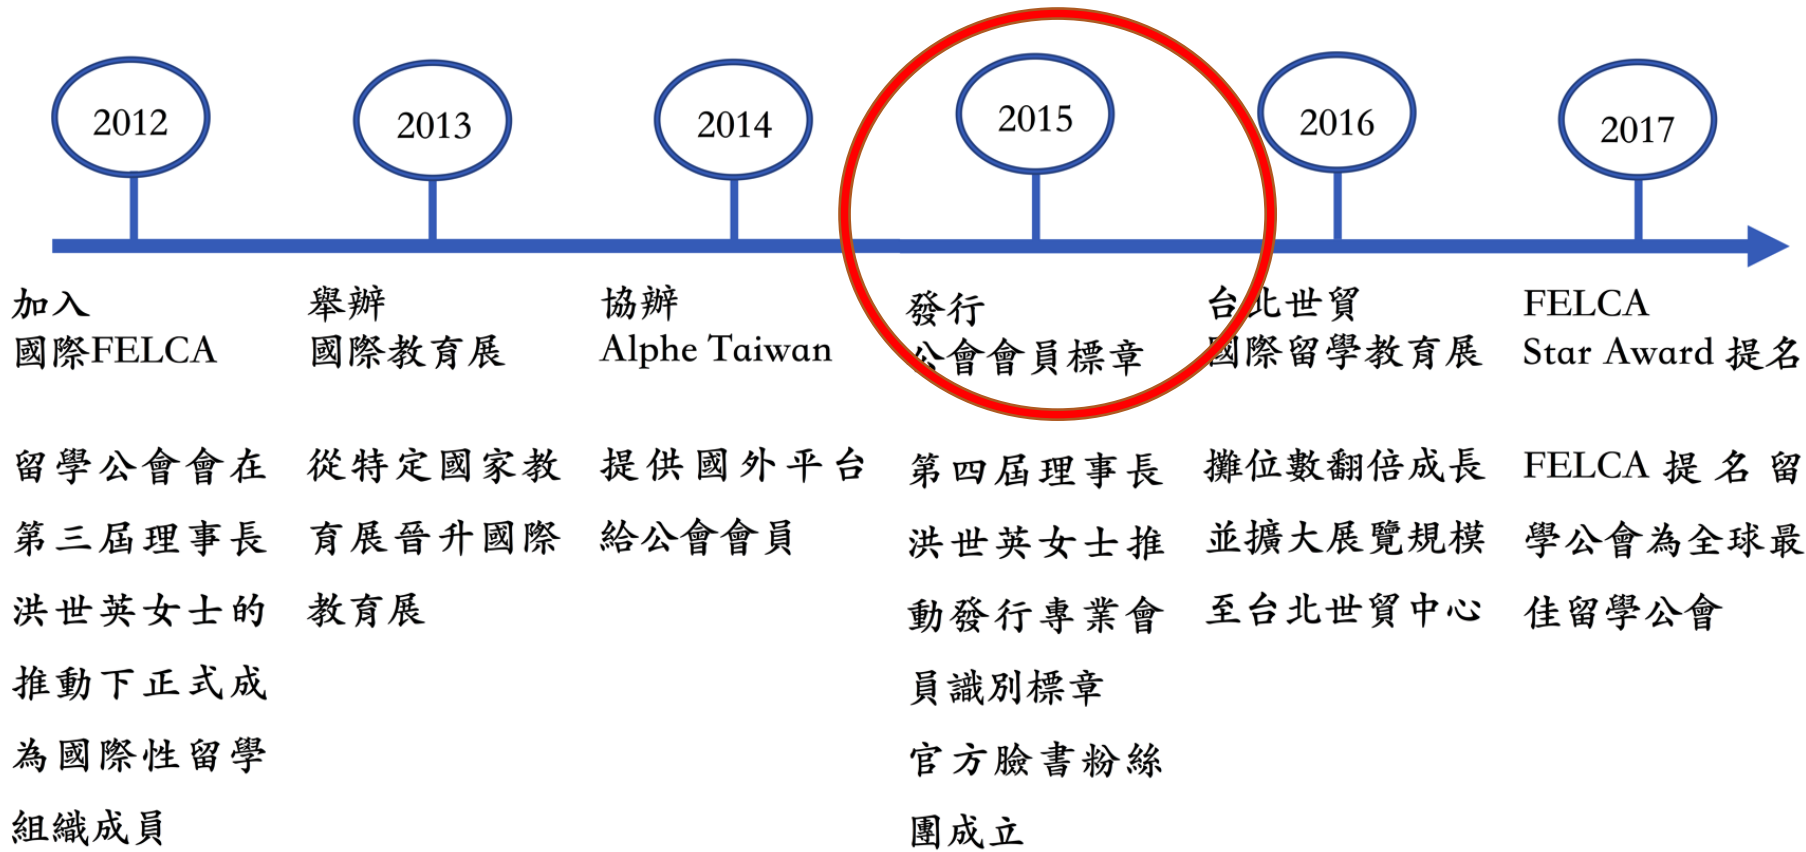 2012
2013
2014
2015
2016
2017
加入
國際FELCA
舉辦
國際教育展
協辦
Alphe Taiwan
發行
公會會員標章
台北世貿
國際留學教育展
FELCA
Star Award 提名
留學公會會在
第三屆理事長
洪世英女士的
推動下正式成
為國際性留學
組織成員
從特定國家教
育展晉升國際
教育展
提供國外平台
給公會會員
第四屆理事長
洪世英女士推
動發行專業會
員識別標章
官方臉書粉絲
團成立
攤位數翻倍成長
並擴大展覽規模
至台北世貿中心
FELCA 提名留
學公會為全球最
佳留學公會